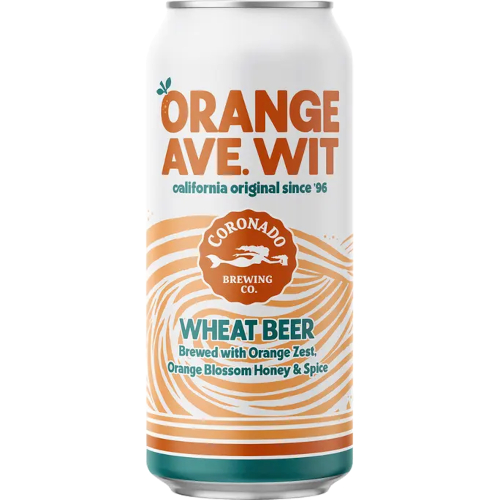 ORANGE
AVE. WIT
california original since '96
CORONADO
BREWING
CO.
WHEAT BEER
Brewed with Orange Zest,
Orange Blossom Honey & Spice